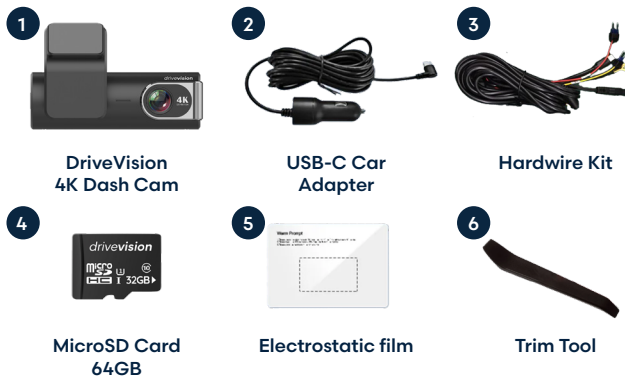 1
2
3
drivevision
4K
DriveVision
4K Dash Cam
USB-C Car
Adapter
Hardwire Kit
4
5
6
drivevision
micro SD HC I U3 10 32GB
Warm Prompt
MicroSD Card
64GB
Electrostatic film
Trim Tool